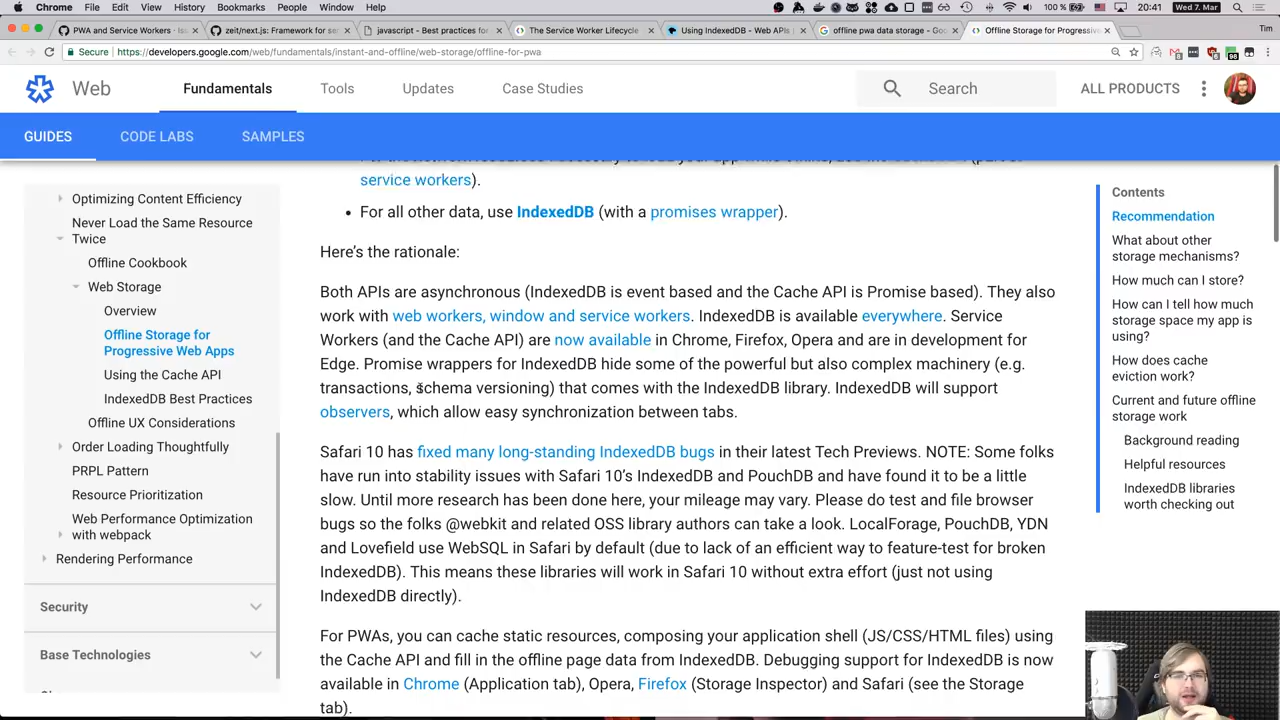 Chrome File Edit View History Bookmarks People Window Help 100 % 20:41 Wed 7. Mar
PWA and Service Workers · Iss
zeit/next.js: Framework for se
javascript - Best practices for
The Service Worker Lifecycle
Using IndexedDB - Web APIs
offline pwa data storage - Goo
Offline Storage for Progressiv
Tim
Secure https://developers.google.com/web/fundamentals/instant-and-offline/web-storage/offline-for-pwa
Web Fundamentals Tools Updates Case Studies Search ALL PRODUCTS
GUIDES CODE LABS SAMPLES
Optimizing Content Efficiency
Never Load the Same Resource
Twice
Offline Cookbook
Web Storage
Overview
Offline Storage for
Progressive Web Apps
Using the Cache API
IndexedDB Best Practices
Offline UX Considerations
Order Loading Thoughtfully
PRPL Pattern
Resource Prioritization
Web Performance Optimization
with webpack
Rendering Performance
Security
Base Technologies
service workers).
• For all other data, use IndexedDB (with a promises wrapper).
Here’s the rationale:
Both APIs are asynchronous (IndexedDB is event based and the Cache API is Promise based). They also
work with web workers, window and service workers. IndexedDB is available everywhere. Service
Workers (and the Cache API) are now available in Chrome, Firefox, Opera and are in development for
Edge. Promise wrappers for IndexedDB hide some of the powerful but also complex machinery (e.g.
transactions, schema versioning) that comes with the IndexedDB library. IndexedDB will support
observers, which allow easy synchronization between tabs.
Safari 10 has fixed many long-standing IndexedDB bugs in their latest Tech Previews. NOTE: Some folks
have run into stability issues with Safari 10’s IndexedDB and PouchDB and have found it to be a little
slow. Until more research has been done here, your mileage may vary. Please do test and file browser
bugs so the folks @webkit and related OSS library authors can take a look. LocalForage, PouchDB, YDN
and Lovefield use WebSQL in Safari by default (due to lack of an efficient way to feature-test for broken
IndexedDB). This means these libraries will work in Safari 10 without extra effort (just not using
IndexedDB directly).
For PWAs, you can cache static resources, composing your application shell (JS/CSS/HTML files) using
the Cache API and fill in the offline page data from IndexedDB. Debugging support for IndexedDB is now
available in Chrome (Application tab), Opera, Firefox (Storage Inspector) and Safari (see the Storage
tab).
Contents
Recommendation
What about other
storage mechanisms?
How much can I store?
How can I tell how much
storage space my app is
using?
How does cache
eviction work?
Current and future offline
storage work
Background reading
Helpful resources
IndexedDB libraries
worth checking out